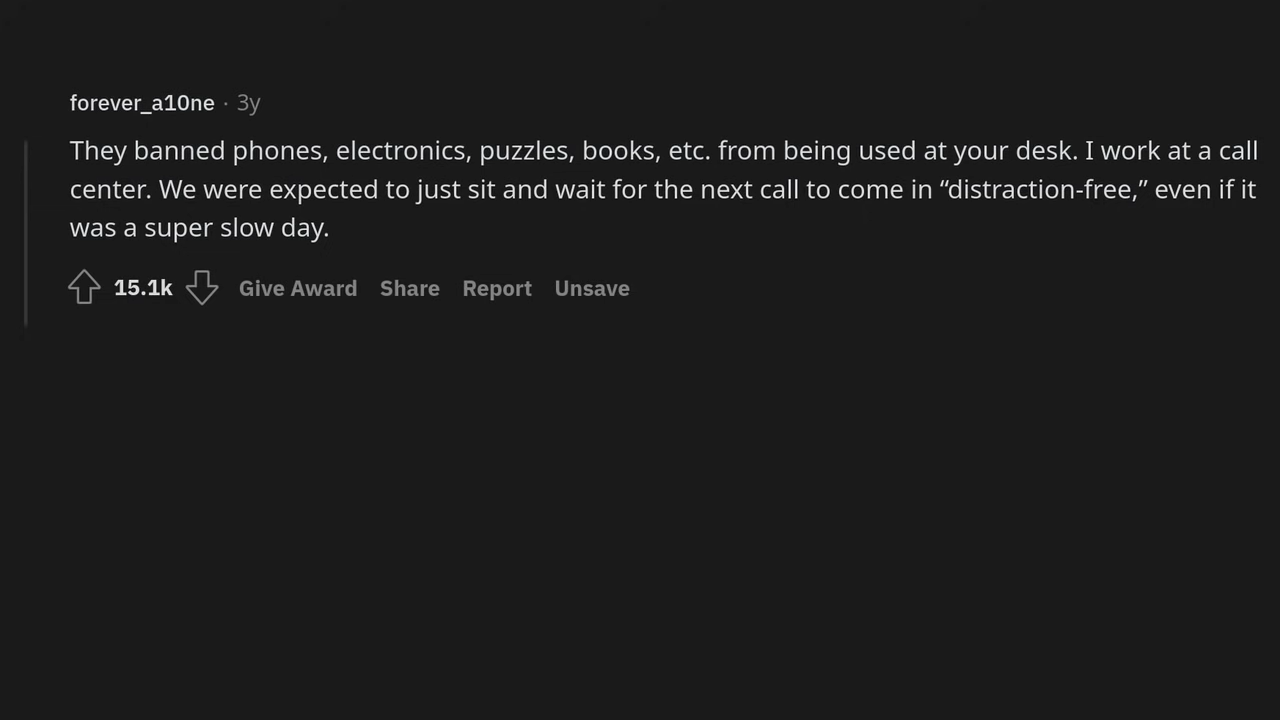 forever_a10ne · 3y
They banned phones, electronics, puzzles, books, etc. from being used at your desk. I work at a call
center. We were expected to just sit and wait for the next call to come in “distraction-free,” even if it
was a super slow day.
15.1k Give Award Share Report Unsave